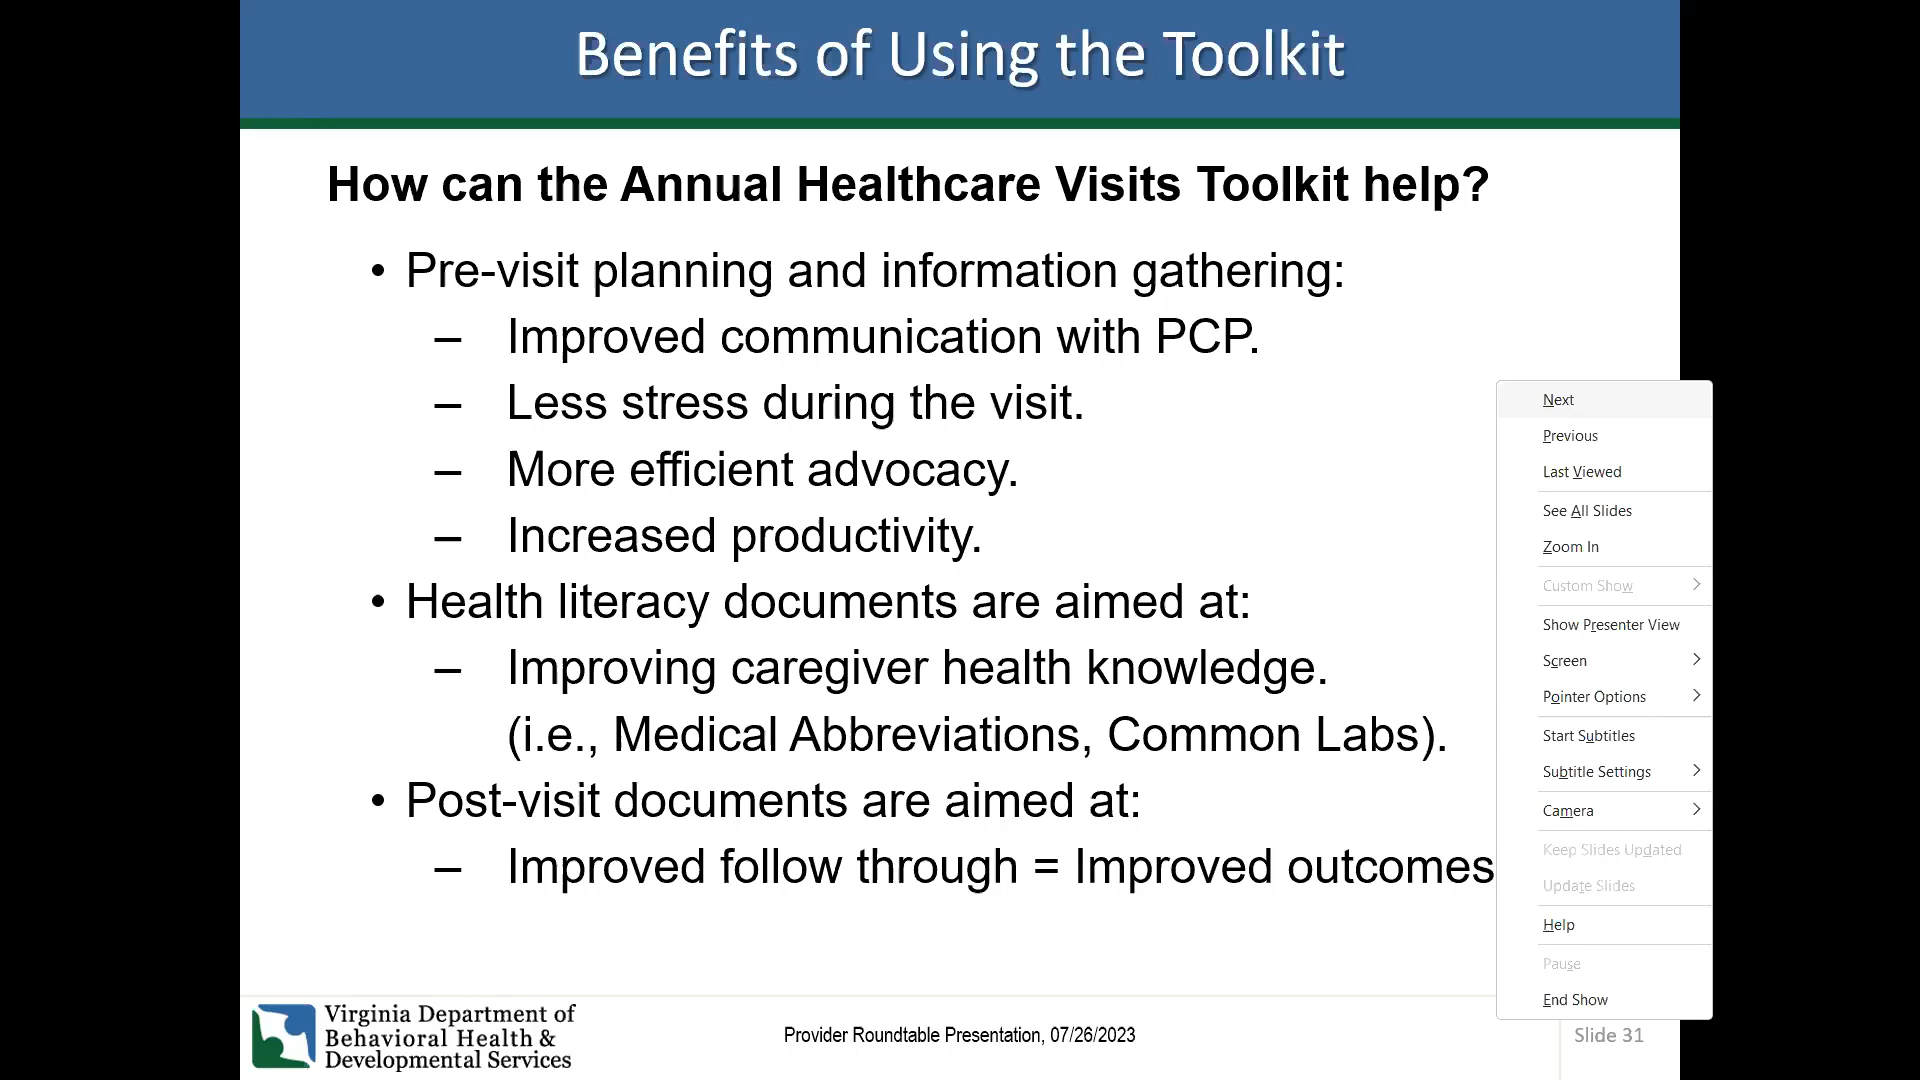 Benefits of Using the Toolkit
How can the Annual Healthcare Visits Toolkit help?
• Pre-visit planning and information gathering:
– Improved communication with PCP.
– Less stress during the visit.
– More efficient advocacy.
– Increased productivity.
• Health literacy documents are aimed at:
– Improving caregiver health knowledge.
(i.e., Medical Abbreviations, Common Labs).
• Post-visit documents are aimed at:
– Improved follow through = Improved outcomes
Next
Previous
Last Viewed
See All Slides
Zoom In
Custom Show
Show Presenter View
Screen
Pointer Options
Start Subtitles
Subtitle Settings
Camera
Keep Slides Updated
Update Slides
Help
Pause
End Show
Virginia Department of
Behavioral Health &
Developmental Services
Provider Roundtable Presentation, 07/26/2023
Slide 31